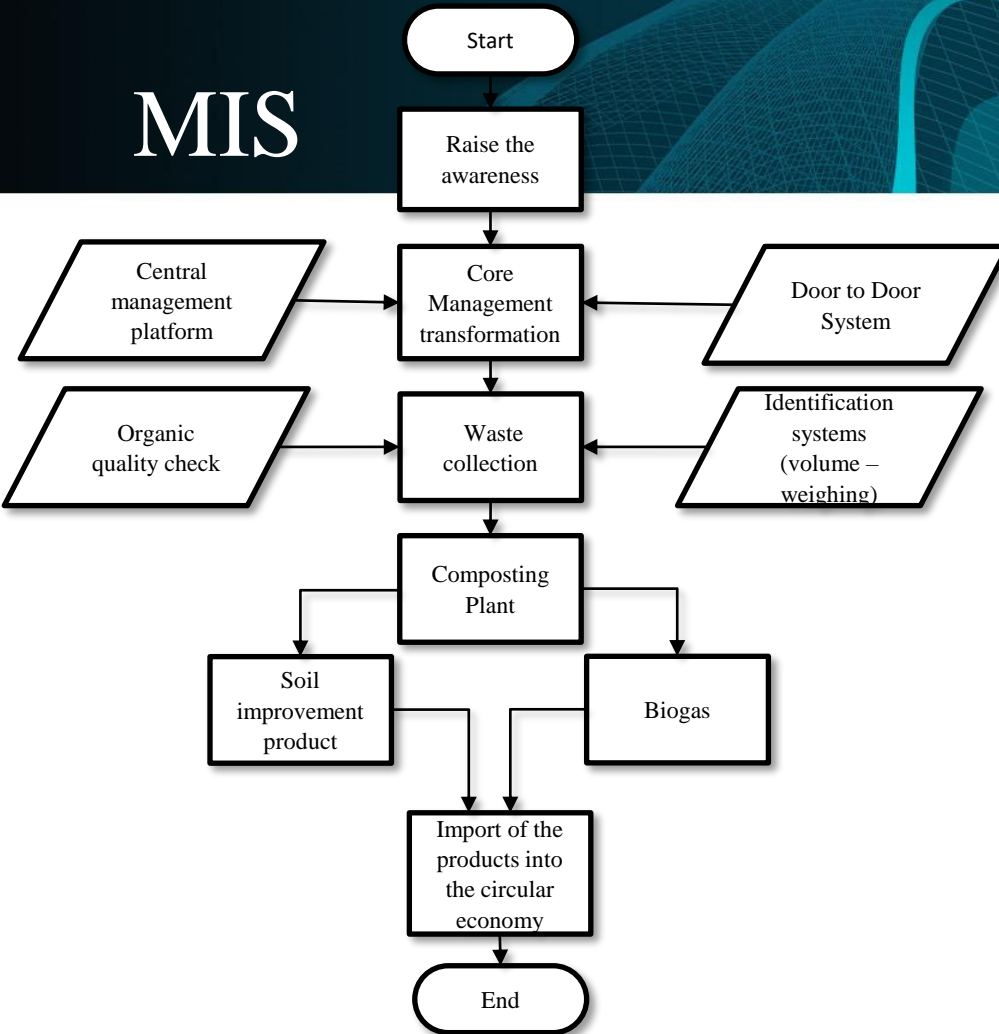 MIS
Start
Raise the
awareness
Central
management
platform
Core
Management
transformation
Door to Door
System
Organic
quality check
Waste
collection
Identification
systems
(volume –
weighing)
Composting
Plant
Soil
improvement
product
Biogas
Import of the
products into
the circular
economy
End